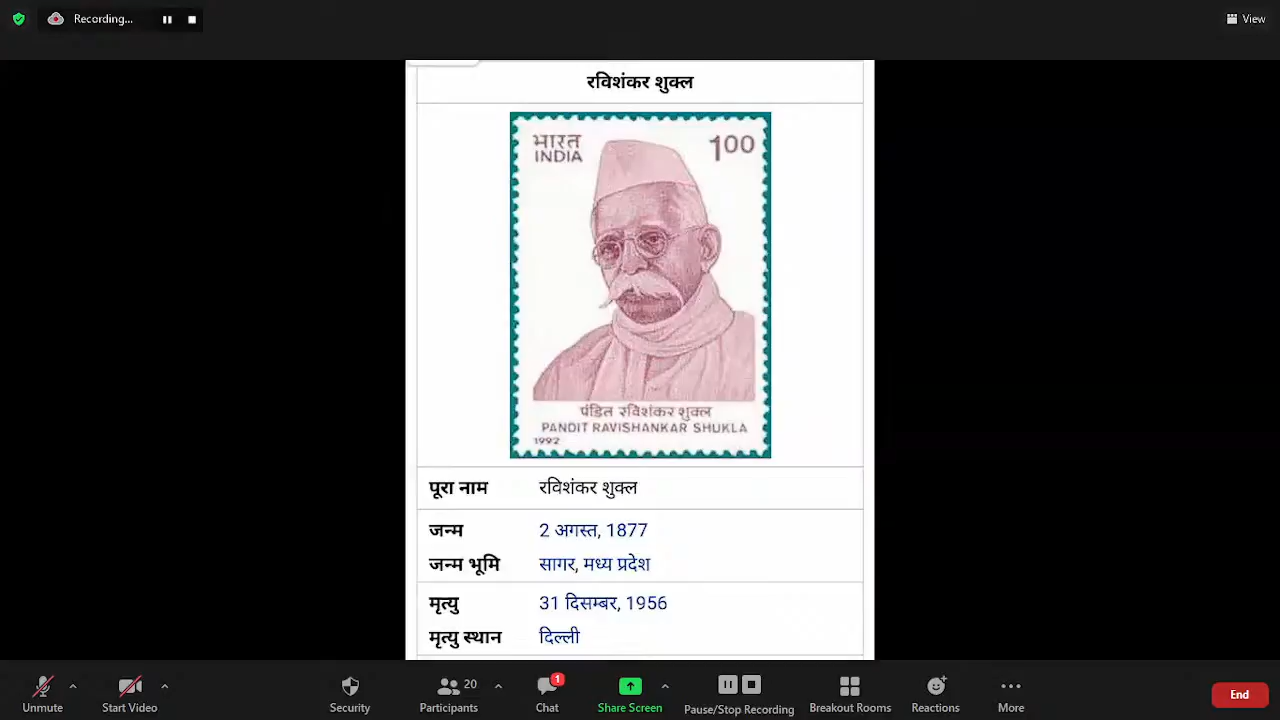 Recording...
View
रविशंकर शुक्ल
भारत
INDIA
100
पंडित रविशंकर शुक्ल
PANDIT RAVISHANKAR SHUKLA
1992
पूरा नाम रविशंकर शुक्ल
जन्म 2 अगस्त, 1877
जन्म भूमि सागर, मध्य प्रदेश
मृत्यु 31 दिसम्बर, 1956
मृत्यु स्थान दिल्ली
Unmute
Start Video
Security
20
Participants
1
Chat
Share Screen
Pause/Stop Recording
Breakout Rooms
Reactions
More
End